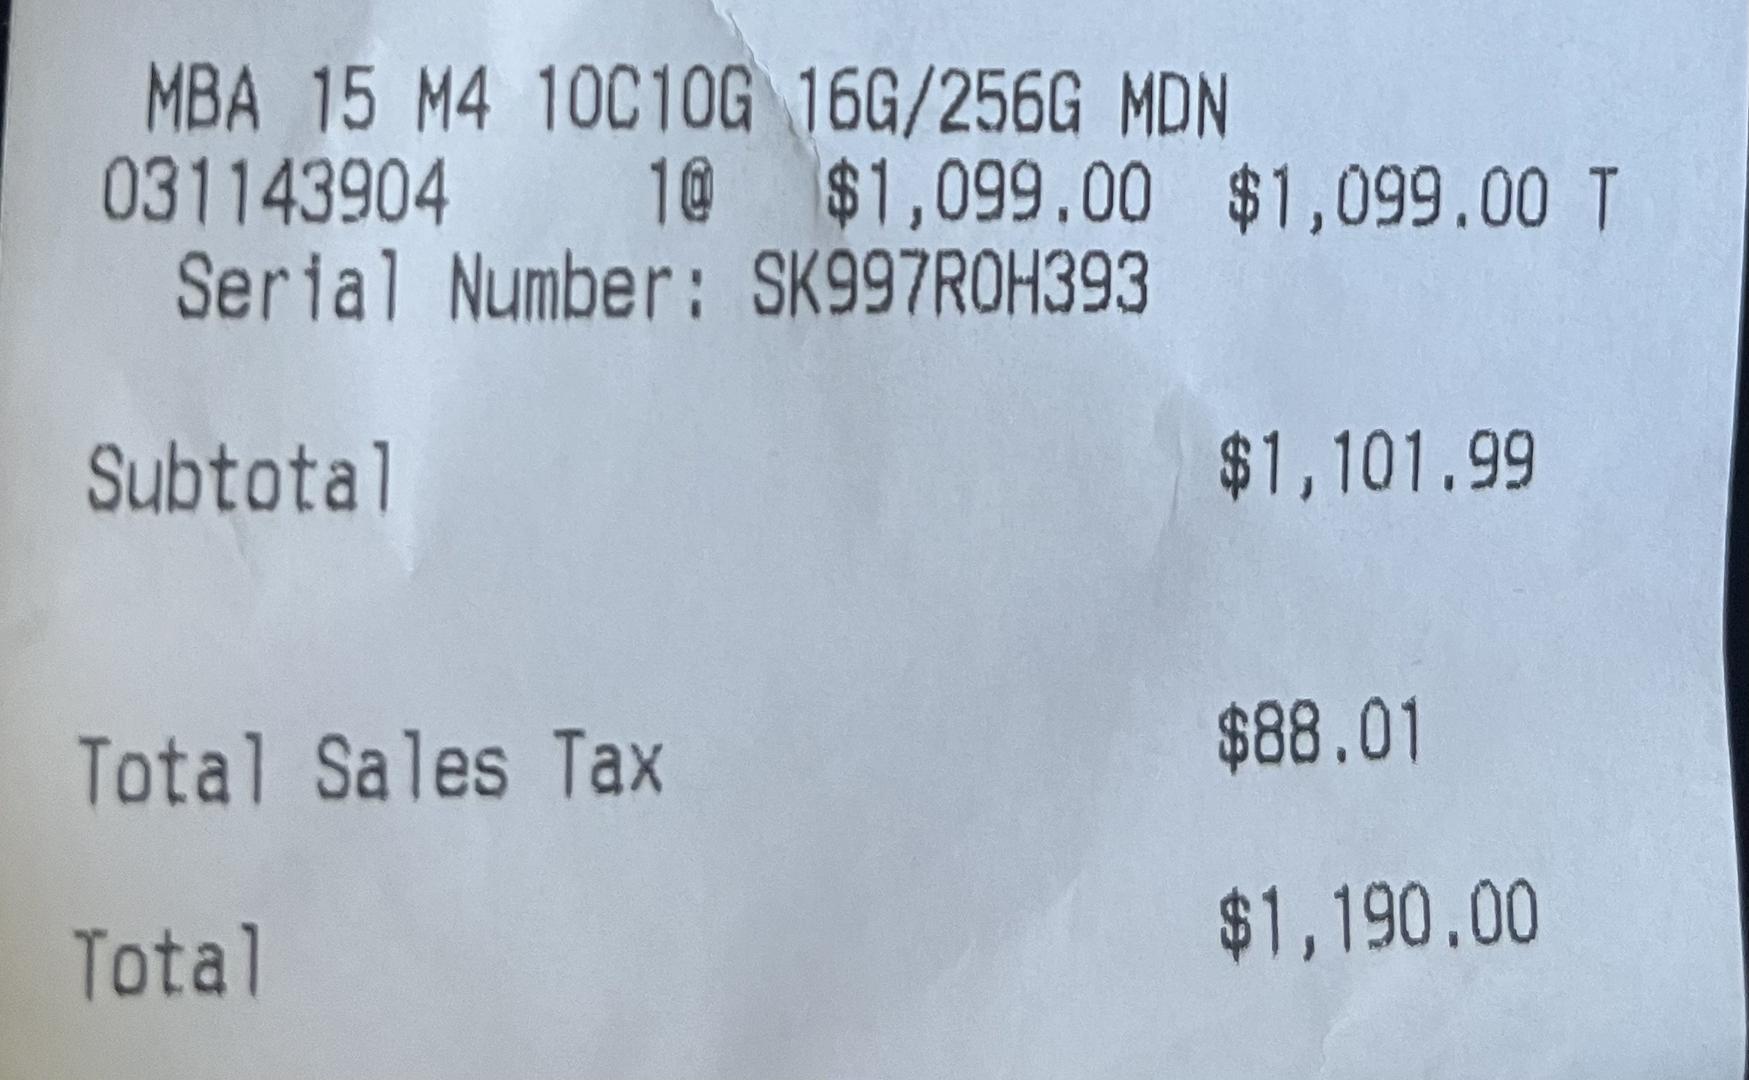 MBA 15 M4 10C10G 16G/256G MDN
031143904 1@ $1,099.00 $1,099.00 T
Serial Number: SK997R0H393
Subtotal $1,101.99
Total Sales Tax $88.01
Total $1,190.00